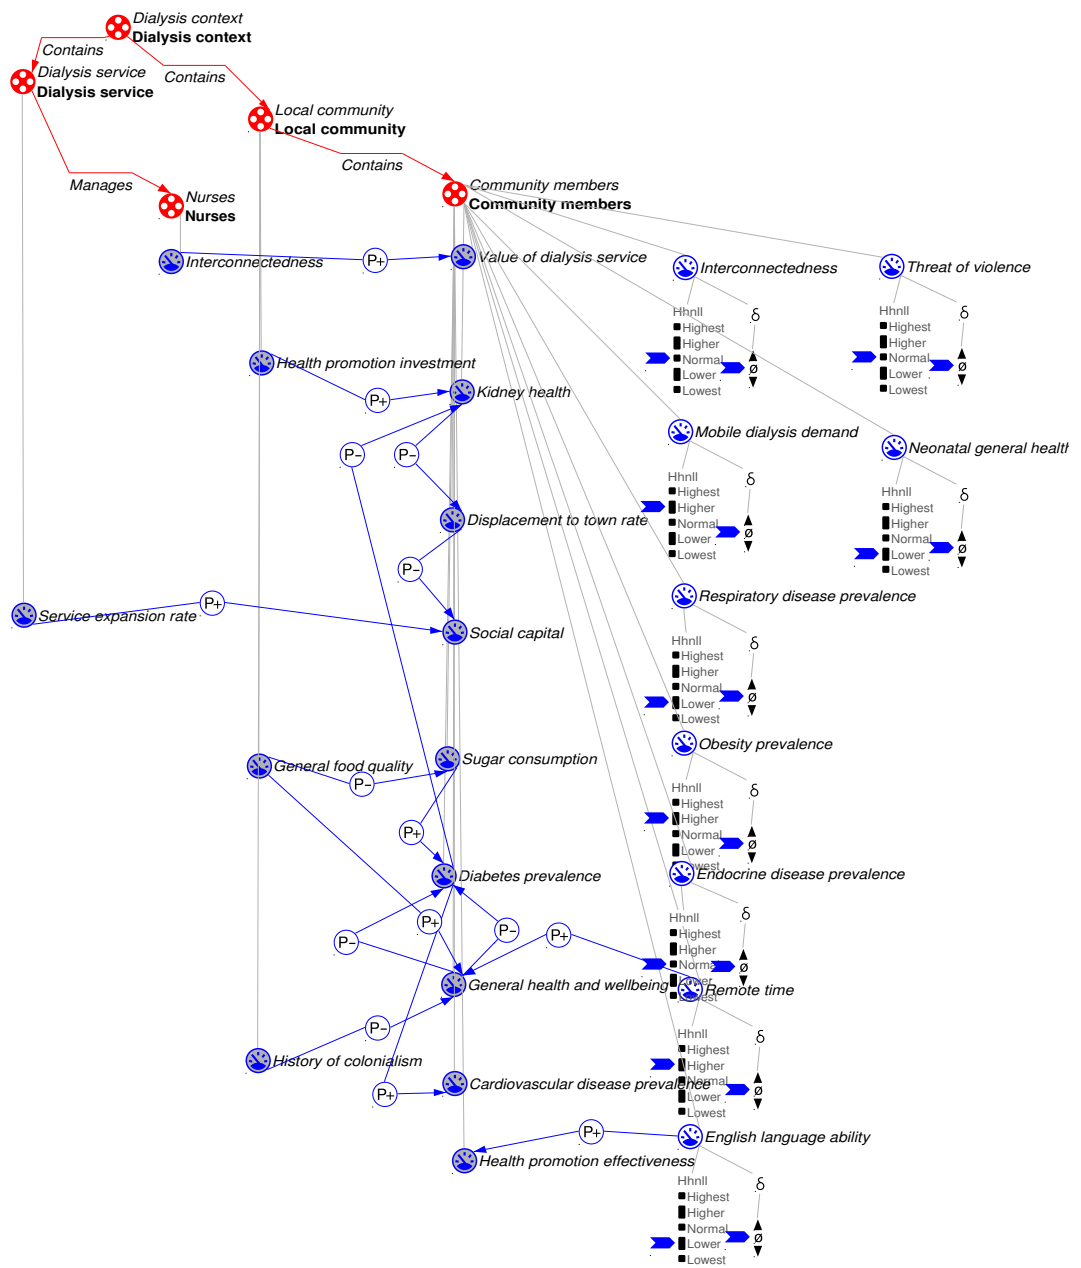 Dialysis context
Dialysis context
Contains
Contains
Dialysis service
Dialysis service
Local community
Local community
Contains
Manages
Nurses
Nurses
Community members
Community members
Interconnectedness
P+
Value of dialysis service
Interconnectedness
Threat of violence
Hhnll
Highest
Higher
Normal
Lower
Lowest
δ
ø
Hhnll
Highest
Higher
Normal
Lower
Lowest
δ
ø
Health promotion investment
P+
Kidney health
P-
P-
Mobile dialysis demand
Neonatal general health
Hhnll
Highest
Higher
Normal
Lower
Lowest
δ
ø
Hhnll
Highest
Higher
Normal
Lower
Lowest
δ
ø
Displacement to town rate
P-
Service expansion rate
P+
Social capital
Respiratory disease prevalence
Hhnll
Highest
Higher
Normal
Lower
Lowest
δ
ø
General food quality
P-
Sugar consumption
Obesity prevalence
Hhnll
Highest
Higher
Normal
Lower
Lowest
δ
ø
P+
Diabetes prevalence
Endocrine disease prevalence
Hhnll
Highest
Higher
Normal
Lower
Lowest
δ
ø
P+
P-
P-
P+
General health and wellbeing
Remote time
Hhnll
Highest
Higher
Normal
Lower
Lowest
δ
ø
P-
History of colonialism
P+
Cardiovascular disease prevalence
P+
English language ability
Health promotion effectiveness
Hhnll
Highest
Higher
Normal
Lower
Lowest
δ
ø